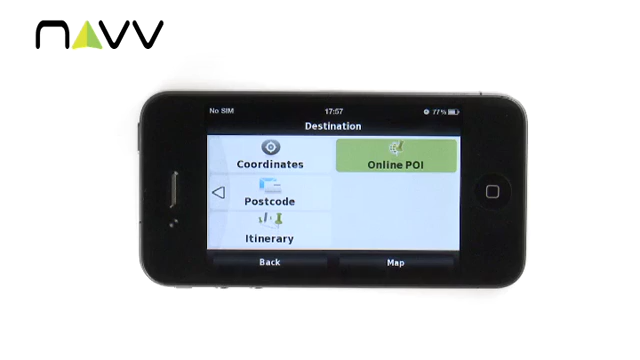 NAVV
No SIM 17:57 77%
Destination
Coordinates Online POI
Postcode
Itinerary
Back Map